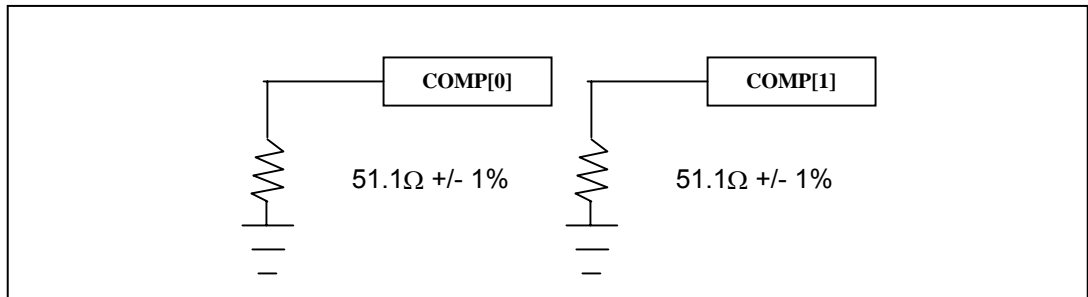 COMP[0] COMP[1]
51.1Ω +/- 1% 51.1Ω +/- 1%